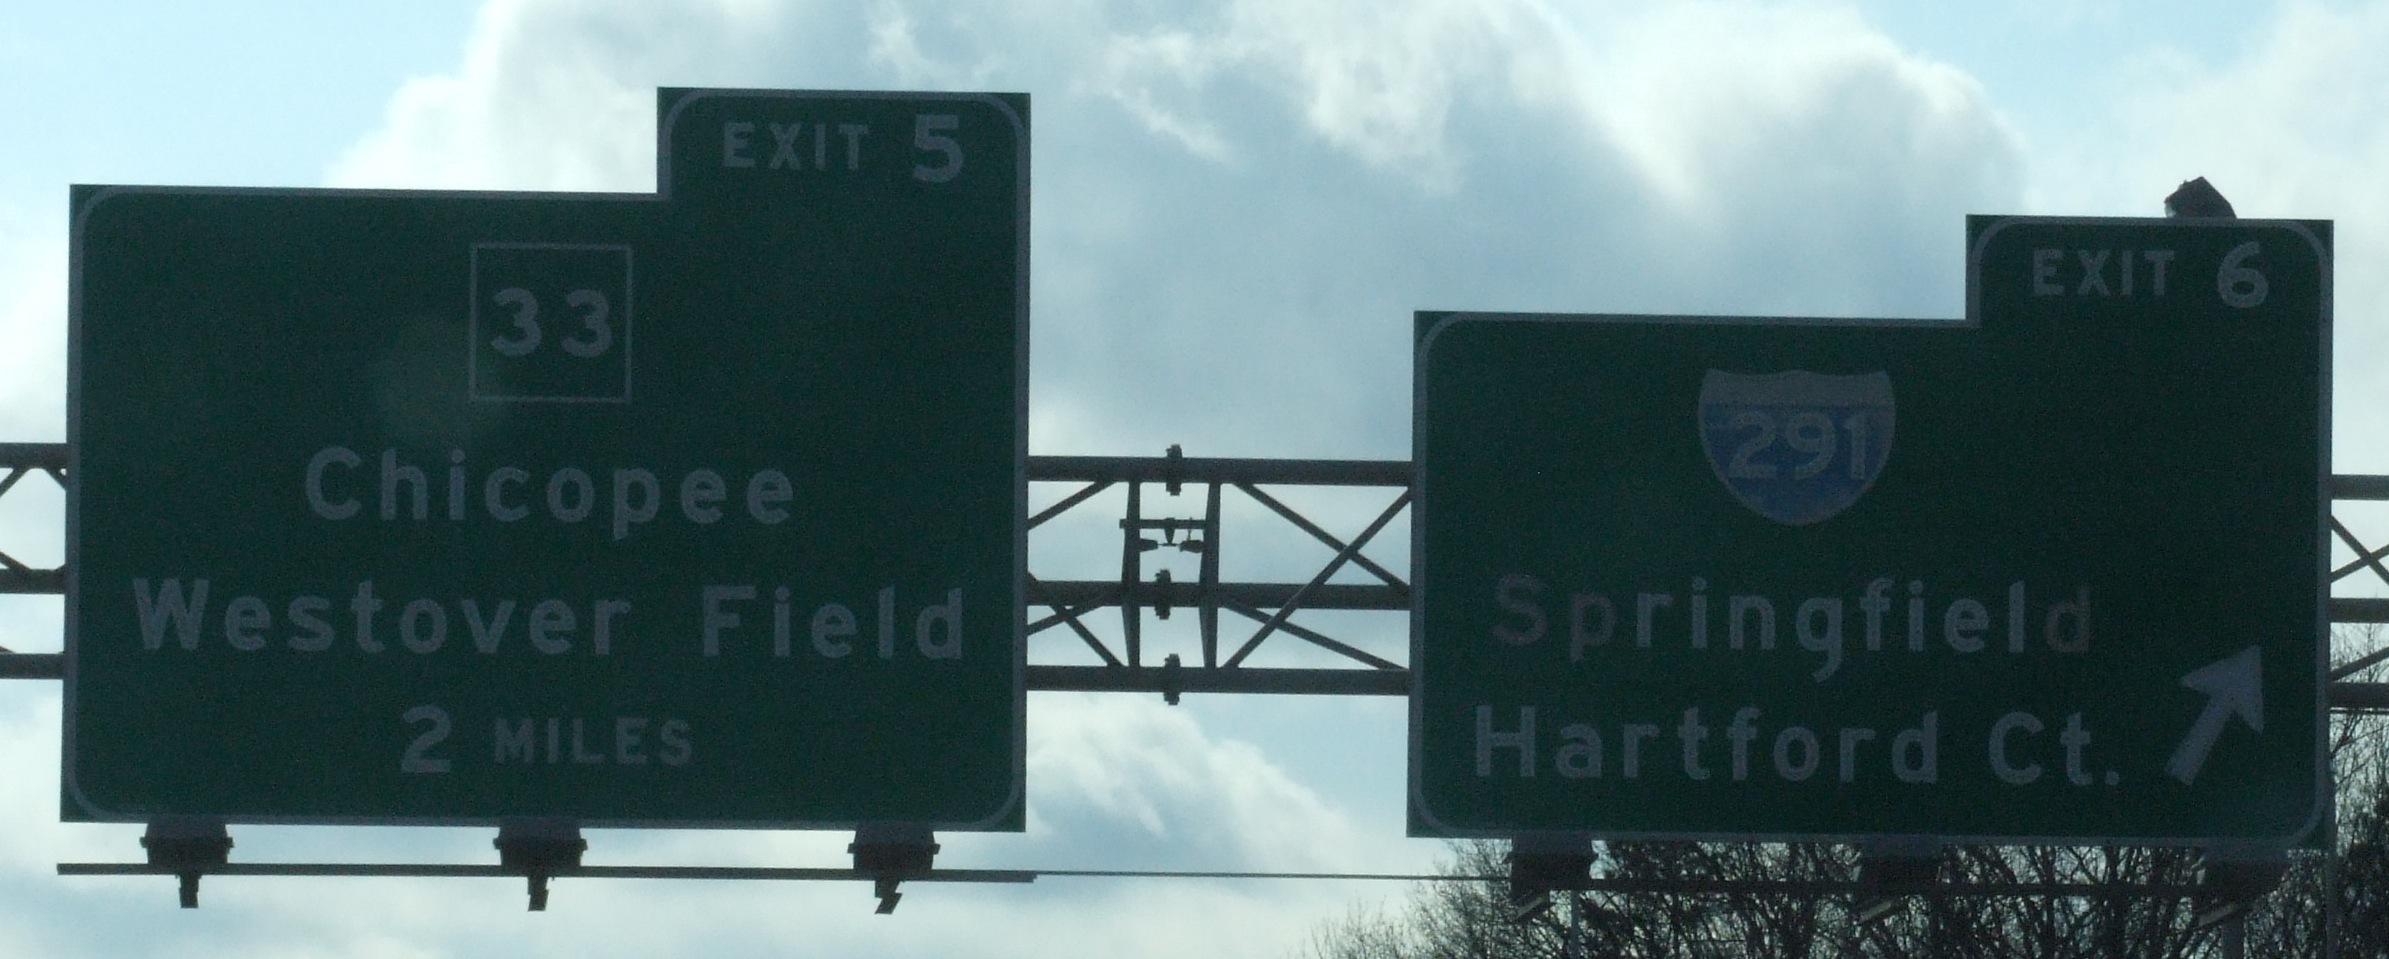 EXIT 5
33
Chicopee
Westover Field
2 MILES
EXIT 6
291
Springfield
Hartford Ct.